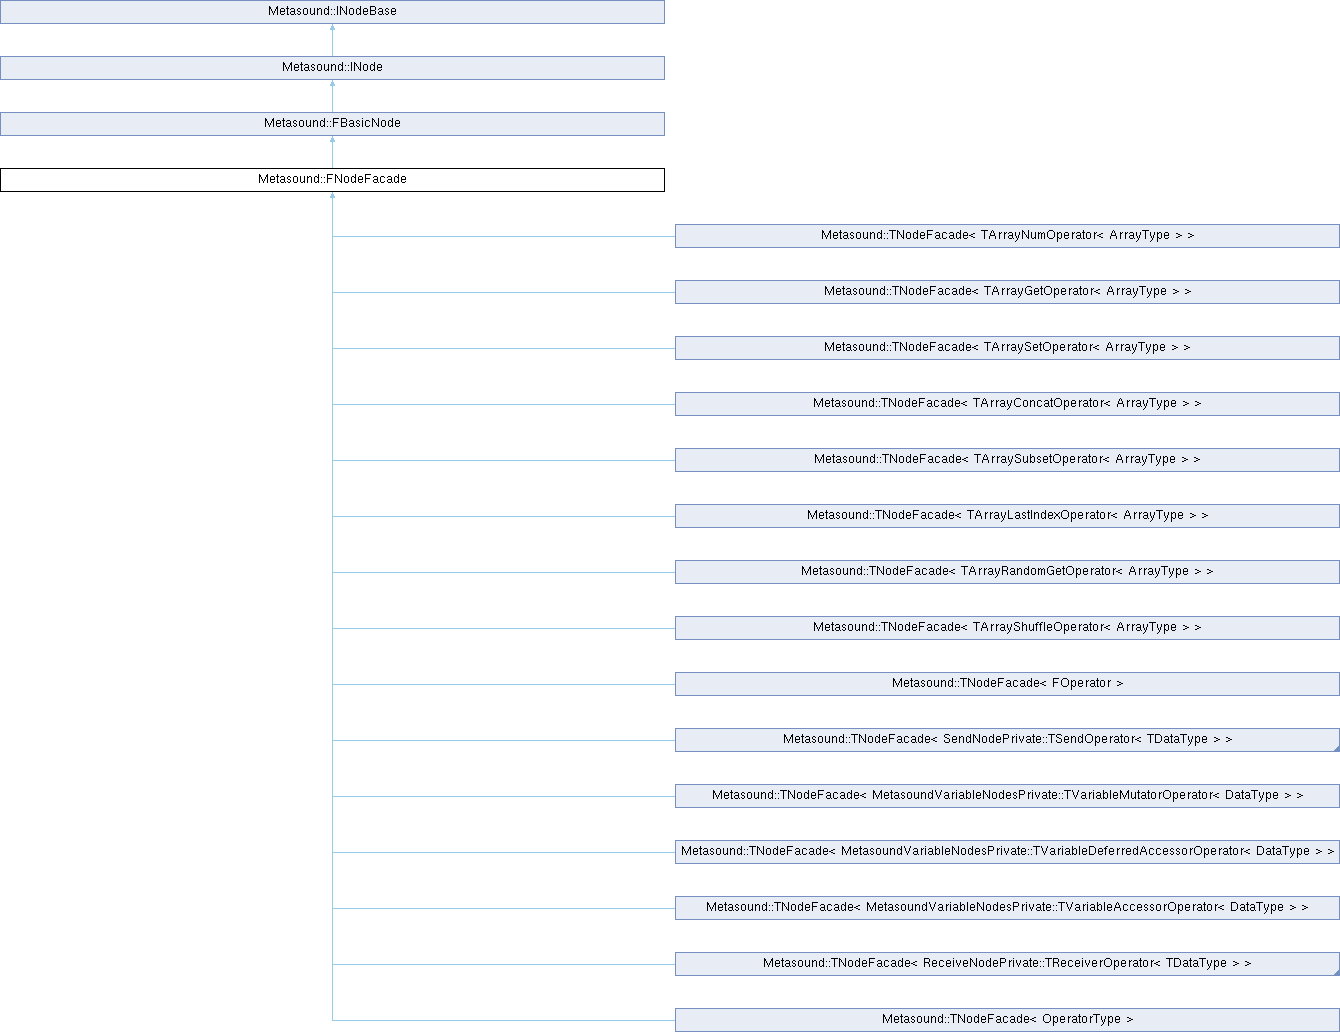 Metasound::INodeBase
Metasound::INode
Metasound::FBasicNode
Metasound::FNodeFacade
Metasound::TNodeFacade< TArrayNumOperator< ArrayType > >
Metasound::TNodeFacade< TArrayGetOperator< ArrayType > >
Metasound::TNodeFacade< TArraySetOperator< ArrayType > >
Metasound::TNodeFacade< TArrayConcatOperator< ArrayType > >
Metasound::TNodeFacade< TArraySubsetOperator< ArrayType > >
Metasound::TNodeFacade< TArrayLastIndexOperator< ArrayType > >
Metasound::TNodeFacade< TArrayRandomGetOperator< ArrayType > >
Metasound::TNodeFacade< TArrayShuffleOperator< ArrayType > >
Metasound::TNodeFacade< FOperator >
Metasound::TNodeFacade< SendNodePrivate::TSendOperator< TDataType > >
Metasound::TNodeFacade< MetasoundVariableNodesPrivate::TVariableMutatorOperator< DataType > >
Metasound::TNodeFacade< MetasoundVariableNodesPrivate::TVariableDeferredAccessorOperator< DataType > >
Metasound::TNodeFacade< MetasoundVariableNodesPrivate::TVariableAccessorOperator< DataType > >
Metasound::TNodeFacade< ReceiveNodePrivate::TReceiverOperator< TDataType > >
Metasound::TNodeFacade< OperatorType >